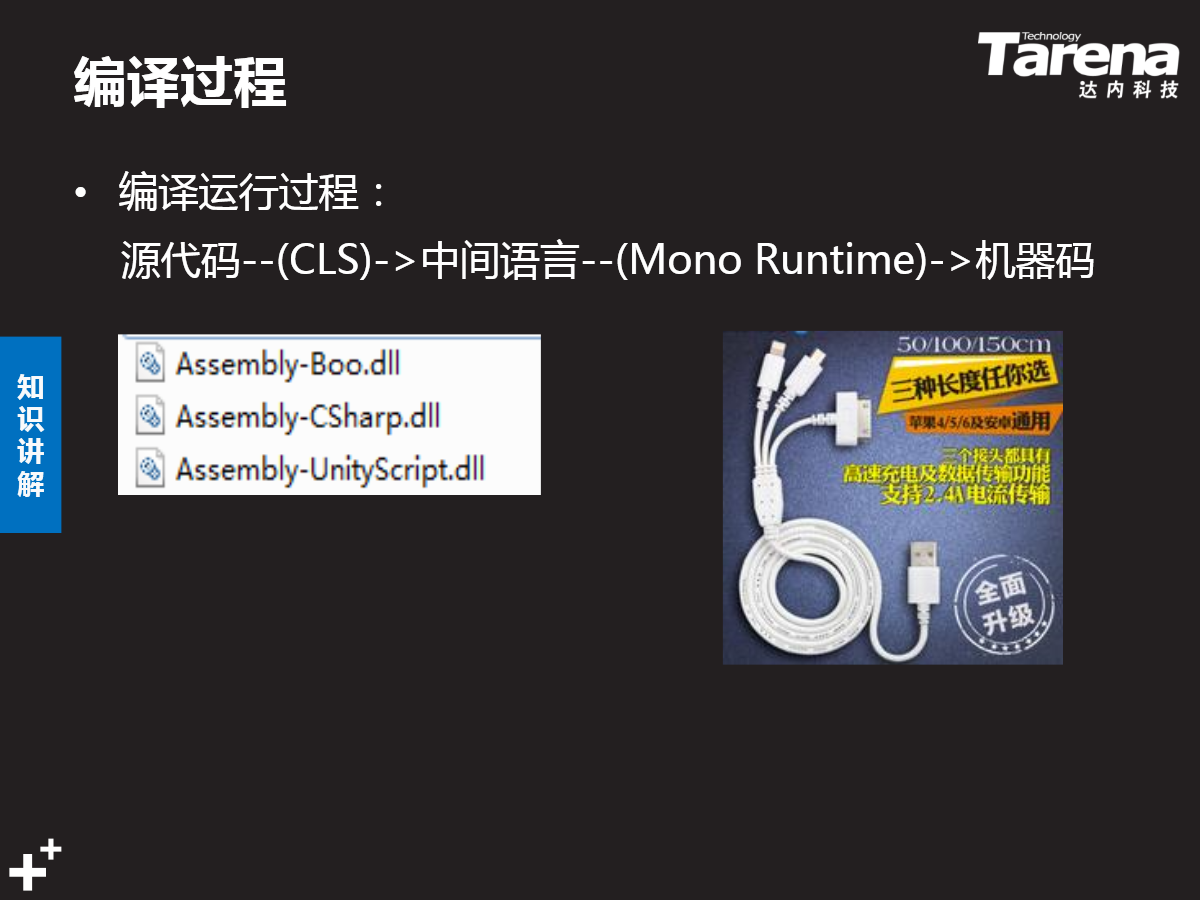 Technology
Tarena
达内科技
编译过程
• 编译运行过程：
源代码--(CLS)->中间语言--(Mono Runtime)->机器码
知识讲解
Assembly-Boo.dll
Assembly-CSharp.dll
Assembly-UnityScript.dll
50/100/150cm
三种长度任你选
苹果4/5/6及安卓通用
三个接头都具有
高速充电及数据传输功能
支持2.4A电流传输
全面
升级